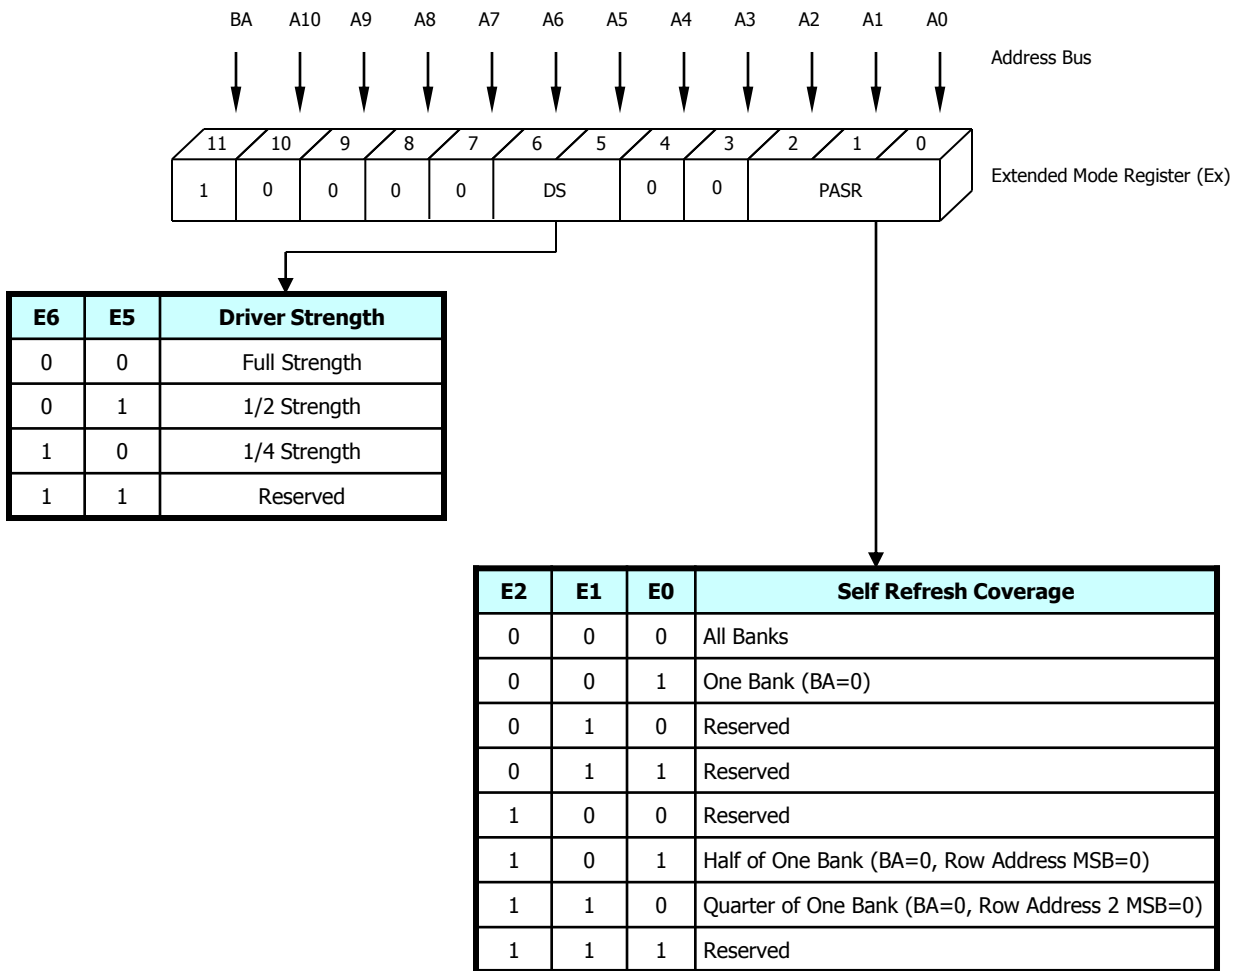 BA A10 A9 A8 A7 A6 A5 A4 A3 A2 A1 A0
Address Bus
11 10 9 8 7 6 5 4 3 2 1 0
1 0 0 0 0 DS 0 0 PASR
Extended Mode Register (Ex)
E6 E5 Driver Strength
0 0 Full Strength
0 1 1/2 Strength
1 0 1/4 Strength
1 1 Reserved
E2 E1 E0 Self Refresh Coverage
0 0 0 All Banks
0 0 1 One Bank (BA=0)
0 1 0 Reserved
0 1 1 Reserved
1 0 0 Reserved
1 0 1 Half of One Bank (BA=0, Row Address MSB=0)
1 1 0 Quarter of One Bank (BA=0, Row Address 2 MSB=0)
1 1 1 Reserved